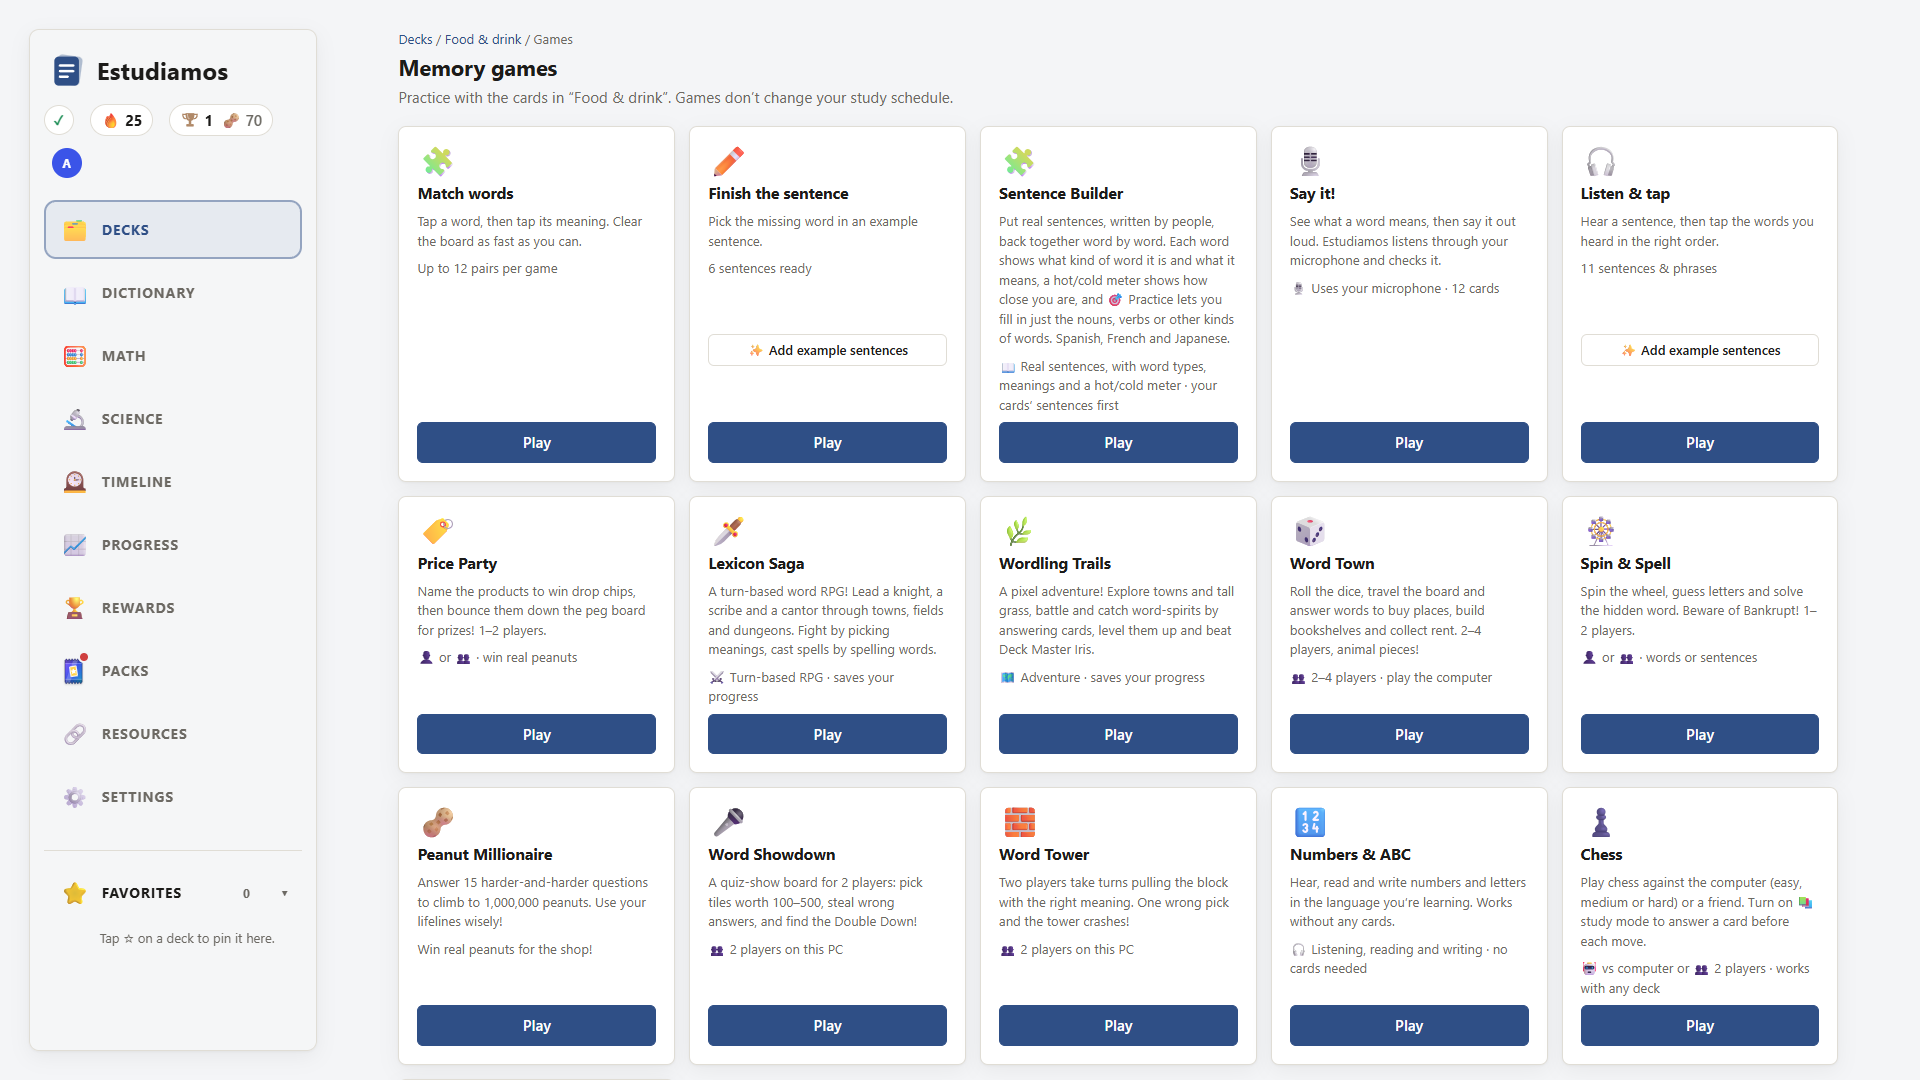 Estudiamos
25
1 70
A
DECKS
DICTIONARY
MATH
SCIENCE
TIMELINE
PROGRESS
REWARDS
PACKS
RESOURCES
SETTINGS
FAVORITES 0
Tap ☆ on a deck to pin it here.
Decks / Food & drink / Games
Memory games
Practice with the cards in “Food & drink”. Games don’t change your study schedule.
Match words
Tap a word, then tap its meaning. Clear
the board as fast as you can.
Up to 12 pairs per game
Play
Finish the sentence
Pick the missing word in an example
sentence.
6 sentences ready
Add example sentences
Play
Sentence Builder
Put real sentences, written by people,
back together word by word. Each word
shows what kind of word it is and what it
means, a hot/cold meter shows how
close you are, and 🎯 Practice lets you
fill in just the nouns, verbs or other kinds
of words. Spanish, French and Japanese.
Real sentences, with word types,
meanings and a hot/cold meter · your
cards’ sentences first
Play
Say it!
See what a word means, then say it out
loud. Estudiamos listens through your
microphone and checks it.
Uses your microphone · 12 cards
Play
Listen & tap
Hear a sentence, then tap the words you
heard in the right order.
11 sentences & phrases
Add example sentences
Play
Price Party
Name the products to win drop chips,
then bounce them down the peg board
for prizes! 1–2 players.
or · win real peanuts
Play
Lexicon Saga
A turn-based word RPG! Lead a knight, a
scribe and a cantor through towns, fields
and dungeons. Fight by picking
meanings, cast spells by spelling words.
Turn-based RPG · saves your
progress
Play
Wordling Trails
A pixel adventure! Explore towns and tall
grass, battle and catch word-spirits by
answering cards, level them up and beat
Deck Master Iris.
Adventure · saves your progress
Play
Word Town
Roll the dice, travel the board and
answer words to buy places, build
bookshelves and collect rent. 2–4
players, animal pieces!
2–4 players · play the computer
Play
Spin & Spell
Spin the wheel, guess letters and solve
the hidden word. Beware of Bankrupt! 1–
2 players.
or · words or sentences
Play
Peanut Millionaire
Answer 15 harder-and-harder questions
to climb to 1,000,000 peanuts. Use your
lifelines wisely!
Win real peanuts for the shop!
Play
Word Showdown
A quiz-show board for 2 players: pick
tiles worth 100–500, steal wrong
answers, and find the Double Down!
2 players on this PC
Play
Word Tower
Two players take turns pulling the block
with the right meaning. One wrong pick
and the tower crashes!
2 players on this PC
Play
1 2
3 4
Numbers & ABC
Hear, read and write numbers and letters
in the language you’re learning. Works
without any cards.
Listening, reading and writing · no
cards needed
Play
Chess
Play chess against the computer (easy,
medium or hard) or a friend. Turn on
study mode to answer a card before
each move.
vs computer or 2 players · works
with any deck
Play